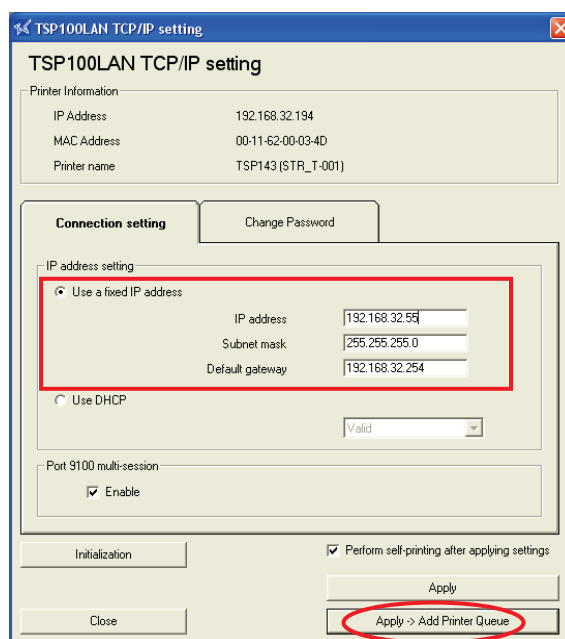 TSP100LAN TCP/IP setting
TSP100LAN TCP/IP setting
Printer Information
IP Address 192.168.32.194
MAC Address 00-11-62-00-03-4D
Printer name TSP143 (STR_T-001)
Connection setting Change Password
IP address setting
Use a fixed IP address
IP address 192.168.32.55
Subnet mask 255.255.255.0
Default gateway 192.168.32.254
Use DHCP
Valid
Port 9100 multi-session
Enable
Initialization Perform self-printing after applying settings
Apply
Close Apply -> Add Printer Queue